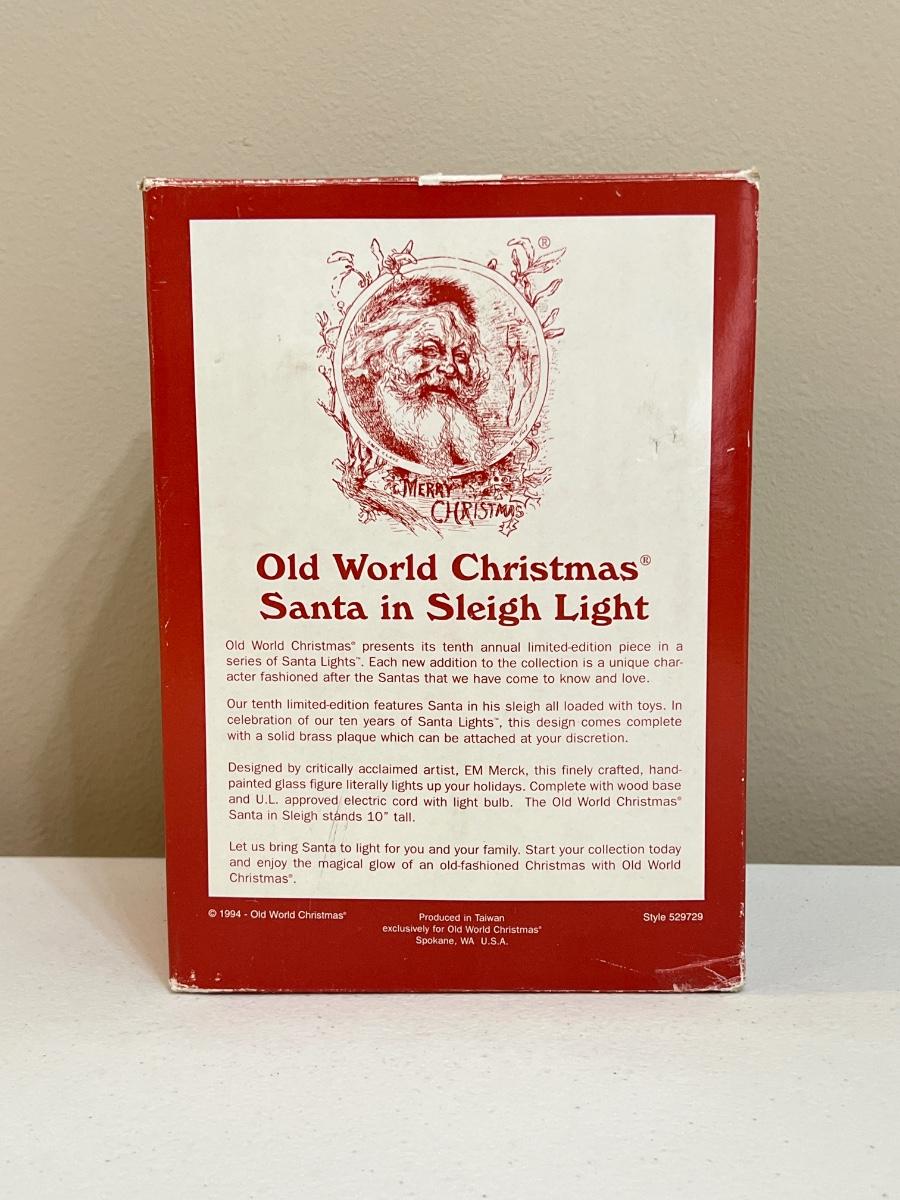 ®
MERRY
CHRISTMAS
Old World Christmas®
Santa in Sleigh Light
Old World Christmas® presents its tenth annual limited-edition piece in a
series of Santa Lights™. Each new addition to the collection is a unique char-
acter fashioned after the Santas that we have come to know and love.
Our tenth limited-edition features Santa in his sleigh all loaded with toys. In
celebration of our ten years of Santa Lights™, this design comes complete
with a solid brass plaque which can be attached at your discretion.
Designed by critically acclaimed artist, EM Merck, this finely crafted, hand-
painted glass figure literally lights up your holidays. Complete with wood base
and U.L. approved electric cord with light bulb. The Old World Christmas®
Santa in Sleigh stands 10” tall.
Let us bring Santa to light for you and your family. Start your collection today
and enjoy the magical glow of an old-fashioned Christmas with Old World
Christmas®.
© 1994 - Old World Christmas®
Produced in Taiwan
exclusively for Old World Christmas®
Spokane, WA U.S.A.
Style 529729